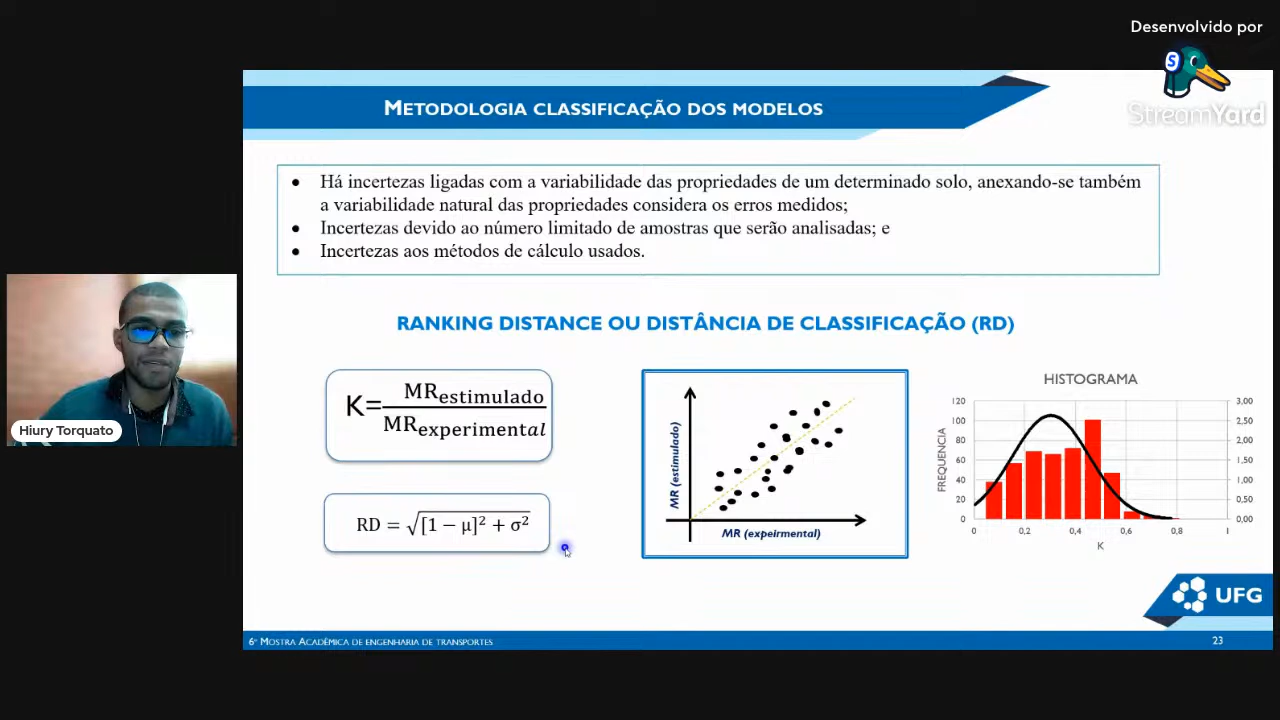 Desenvolvido por
S
StreamYard
METODOLOGIA CLASSIFICAÇÃO DOS MODELOS
• Há incertezas ligadas com a variabilidade das propriedades de um determinado solo, anexando-se também
a variabilidade natural das propriedades considera os erros medidos;
• Incertezas devido ao número limitado de amostras que serão analisadas; e
• Incertezas aos métodos de cálculo usados.
RANKING DISTANCE OU DISTÂNCIA DE CLASSIFICAÇÃO (RD)
K=MRestimulado/MRexperimental
RD = √[1 − μ]² + σ²
MR (estimulado)
MR (expeirmental)
HISTOGRAMA
FREQUENCIA
120
100
80
60
40
20
0
3,00
2,50
2,00
1,50
1,00
0,50
0,00
0 0,2 0,4 0,6 0,8 1
K
Hiury Torquato
UFG
6ª MOSTRA ACADÊMICA DE ENGENHARIA DE TRANSPORTES
23